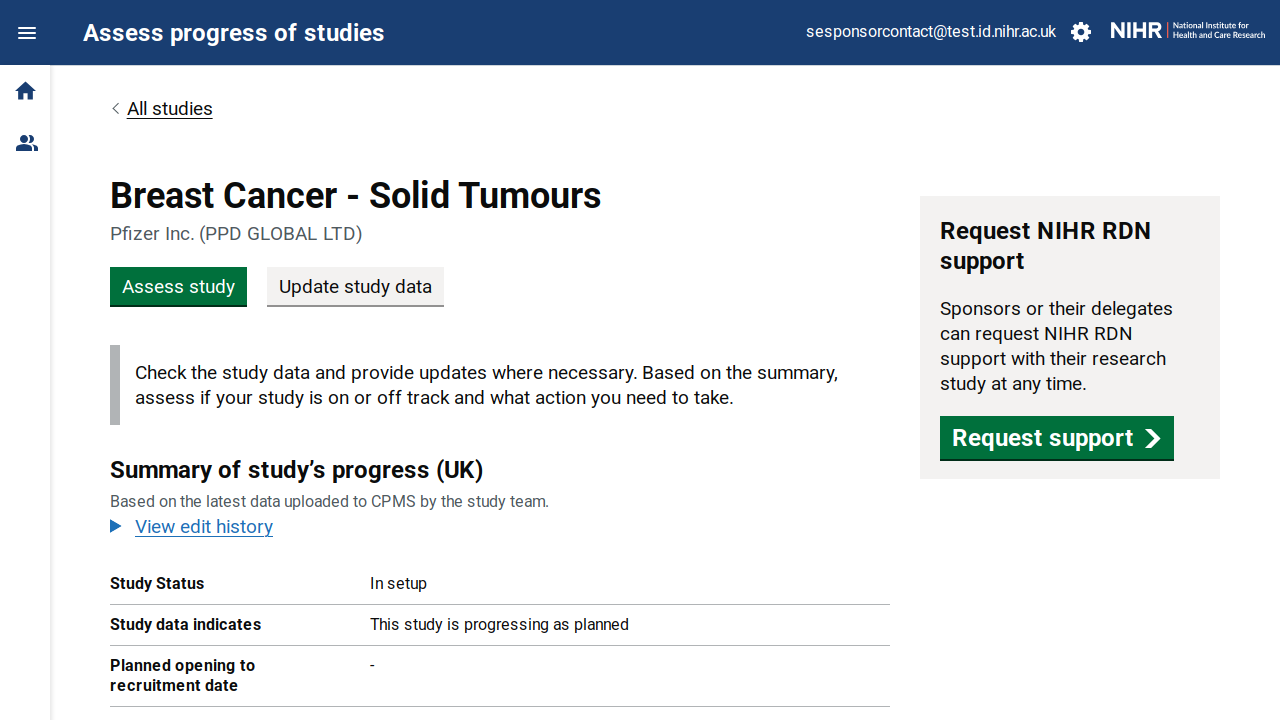 Assess progress of studies
sesponsorcontact@test.id.nihr.ac.uk
NIHR
National Institute for
Health and Care Research
All studies
Breast Cancer - Solid Tumours
Pfizer Inc. (PPD GLOBAL LTD)
Assess study
Update study data
Check the study data and provide updates where necessary. Based on the summary,
assess if your study is on or off track and what action you need to take.
Summary of study’s progress (UK)
Based on the latest data uploaded to CPMS by the study team.
View edit history
Study Status
In setup
Study data indicates
This study is progressing as planned
Planned opening to
recruitment date
-
Request NIHR RDN
support
Sponsors or their delegates
can request NIHR RDN
support with their research
study at any time.
Request support